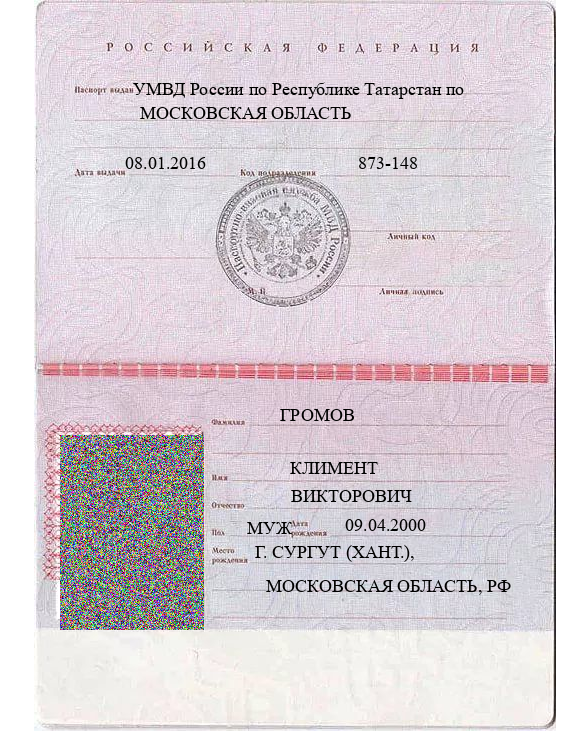 РОССИЙСКАЯ ФЕДЕРАЦИЯ
Паспорт выдан УМВД России по Республике Татарстан по
МОСКОВСКАЯ ОБЛАСТЬ
Дата выдачи 08.01.2016 Код подразделения 873-148
Паспортно-визовая служба МВД России
Личный код
М.П. Личная подпись
Фамилия ГРОМОВ
Имя КЛИМЕНТ
Отчество ВИКТОРОВИЧ
Пол МУЖ. Дата рождения 09.04.2000
Место рождения Г. СУРГУТ (ХАНТ.),
МОСКОВСКАЯ ОБЛАСТЬ, РФ